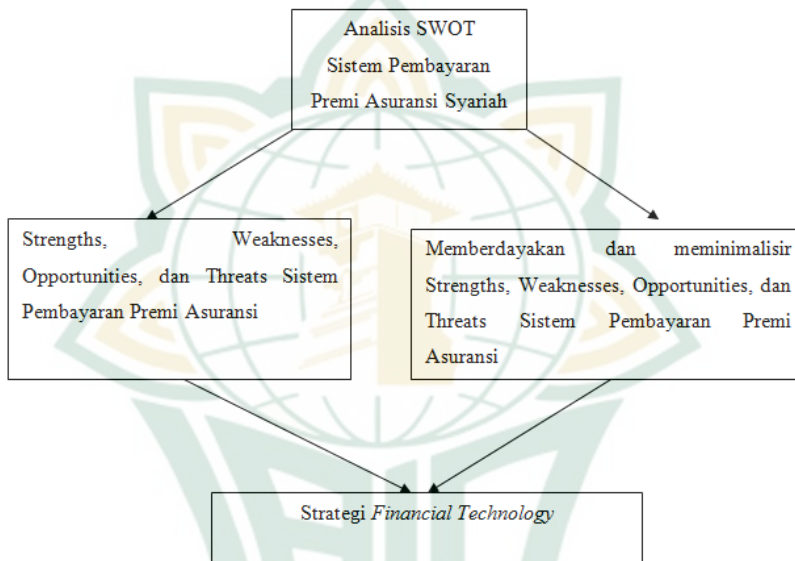 Analisis SWOT
Sistem Pembayaran
Premi Asuransi Syariah
Strengths, Weaknesses,
Opportunities, dan Threats Sistem
Pembayaran Premi Asuransi
Memberdayakan dan meminimalisir
Strengths, Weaknesses, Opportunities, dan
Threats Sistem Pembayaran Premi
Asuransi
Strategi Financial Technology